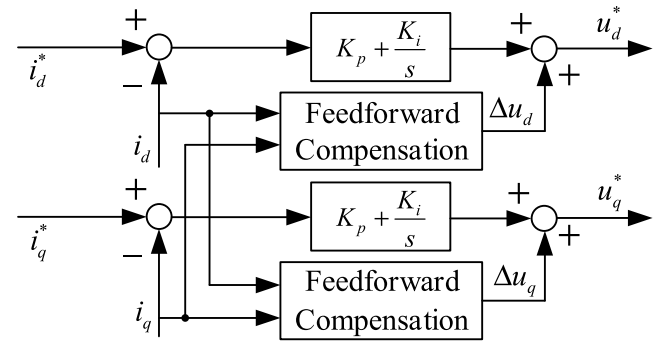 + + u_d^*
i_d^* K_p + K_i/s +
− Feedforward Δu_d
i_d Compensation
+ + u_q^*
i_q^* K_p + K_i/s +
− Feedforward Δu_q
i_q Compensation